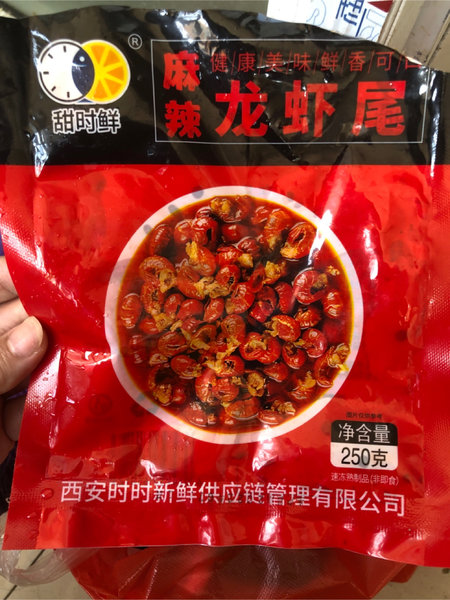 健/康/美/味/鲜/香/可/口
麻辣
龙虾尾
®
甜时鲜
图片仅供参考
净含量
250克
速冻熟制品(非即食)
西安时时新鲜供应链管理有限公司